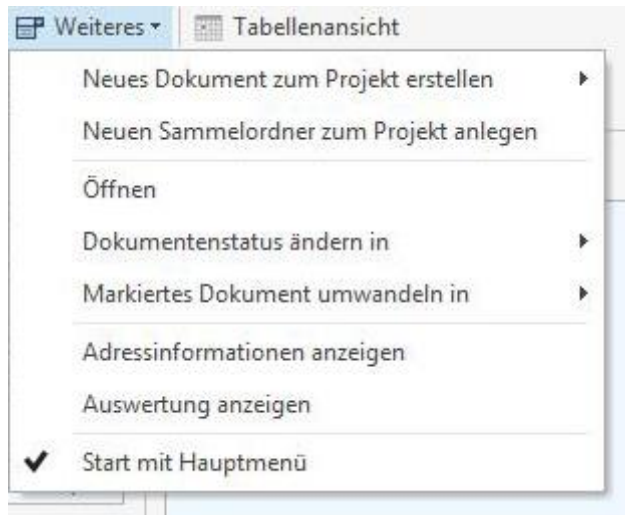 Weiteres Tabellenansicht
Neues Dokument zum Projekt erstellen
Neuen Sammelordner zum Projekt anlegen
Öffnen
Dokumentenstatus ändern in
Markiertes Dokument umwandeln in
Adressinformationen anzeigen
Auswertung anzeigen
Start mit Hauptmenü